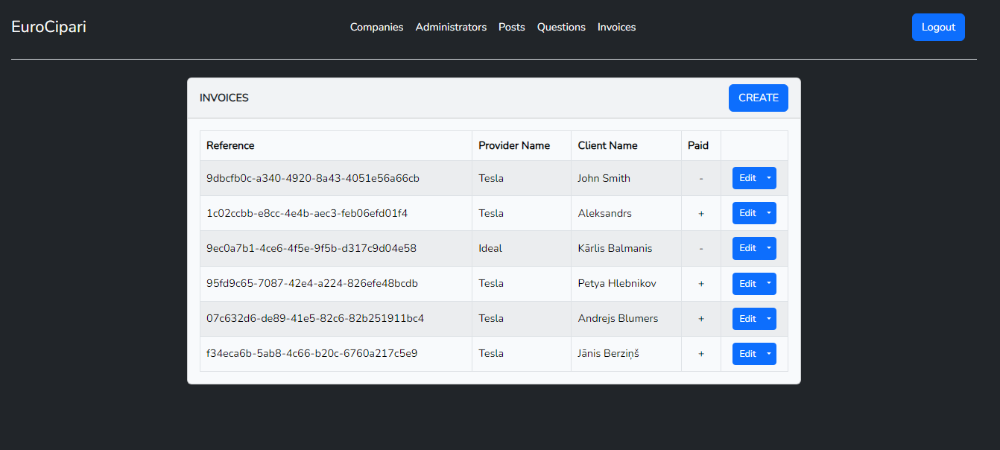 EuroCipari Companies Administrators Posts Questions Invoices Logout
INVOICES CREATE
Reference Provider Name Client Name Paid
9dbcfb0c-a340-4920-8a43-4051e56a66cb Tesla John Smith - Edit
1c02ccbb-e8cc-4e4b-aec3-feb06efd01f4 Tesla Aleksandrs + Edit
9ec0a7b1-4ce6-4f5e-9f5b-d317c9d04e58 Ideal Kārlis Balmanis - Edit
95fd9c65-7087-42e4-a224-826efe48bcdb Tesla Petya Hlebnikov + Edit
07c632d6-de89-41e5-82c6-82b251911bc4 Tesla Andrejs Blumers + Edit
f34eca6b-5ab8-4c66-b20c-6760a217c5e9 Tesla Jānis Berziņš + Edit